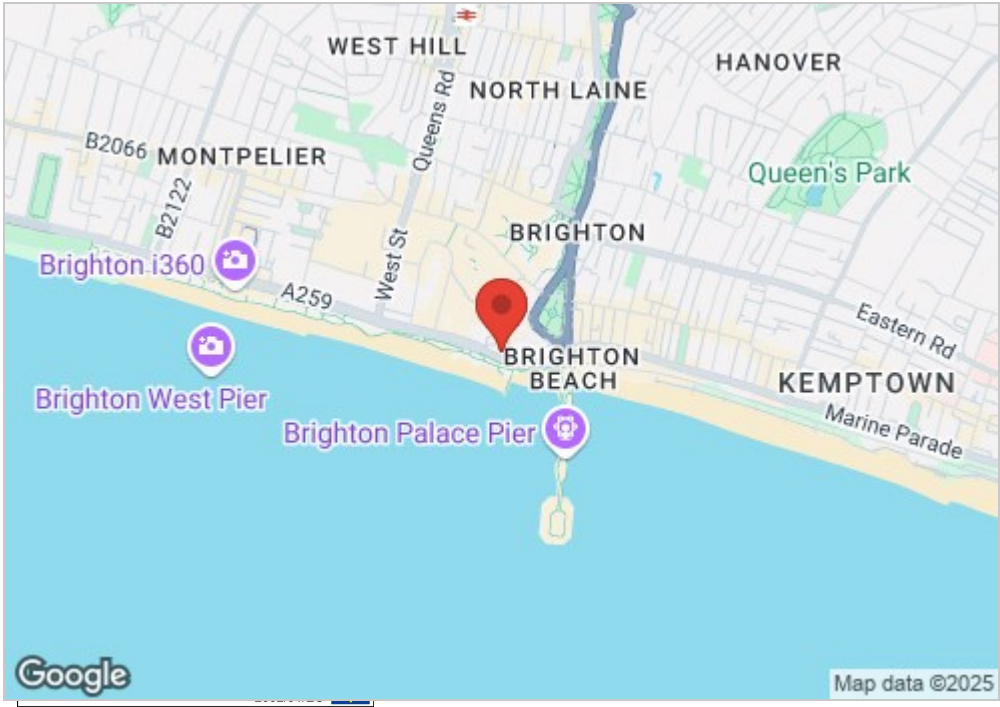 WEST HILL
HANOVER
NORTH LAINE
Queens Rd
B2066
MONTPELIER
Queen's Park
B2122
BRIGHTON
West St
Brighton i360
A259
Eastern Rd
BRIGHTON
BEACH
KEMPTOWN
Brighton West Pier
Marine Parade
Brighton Palace Pier
Google
Map data ©2025